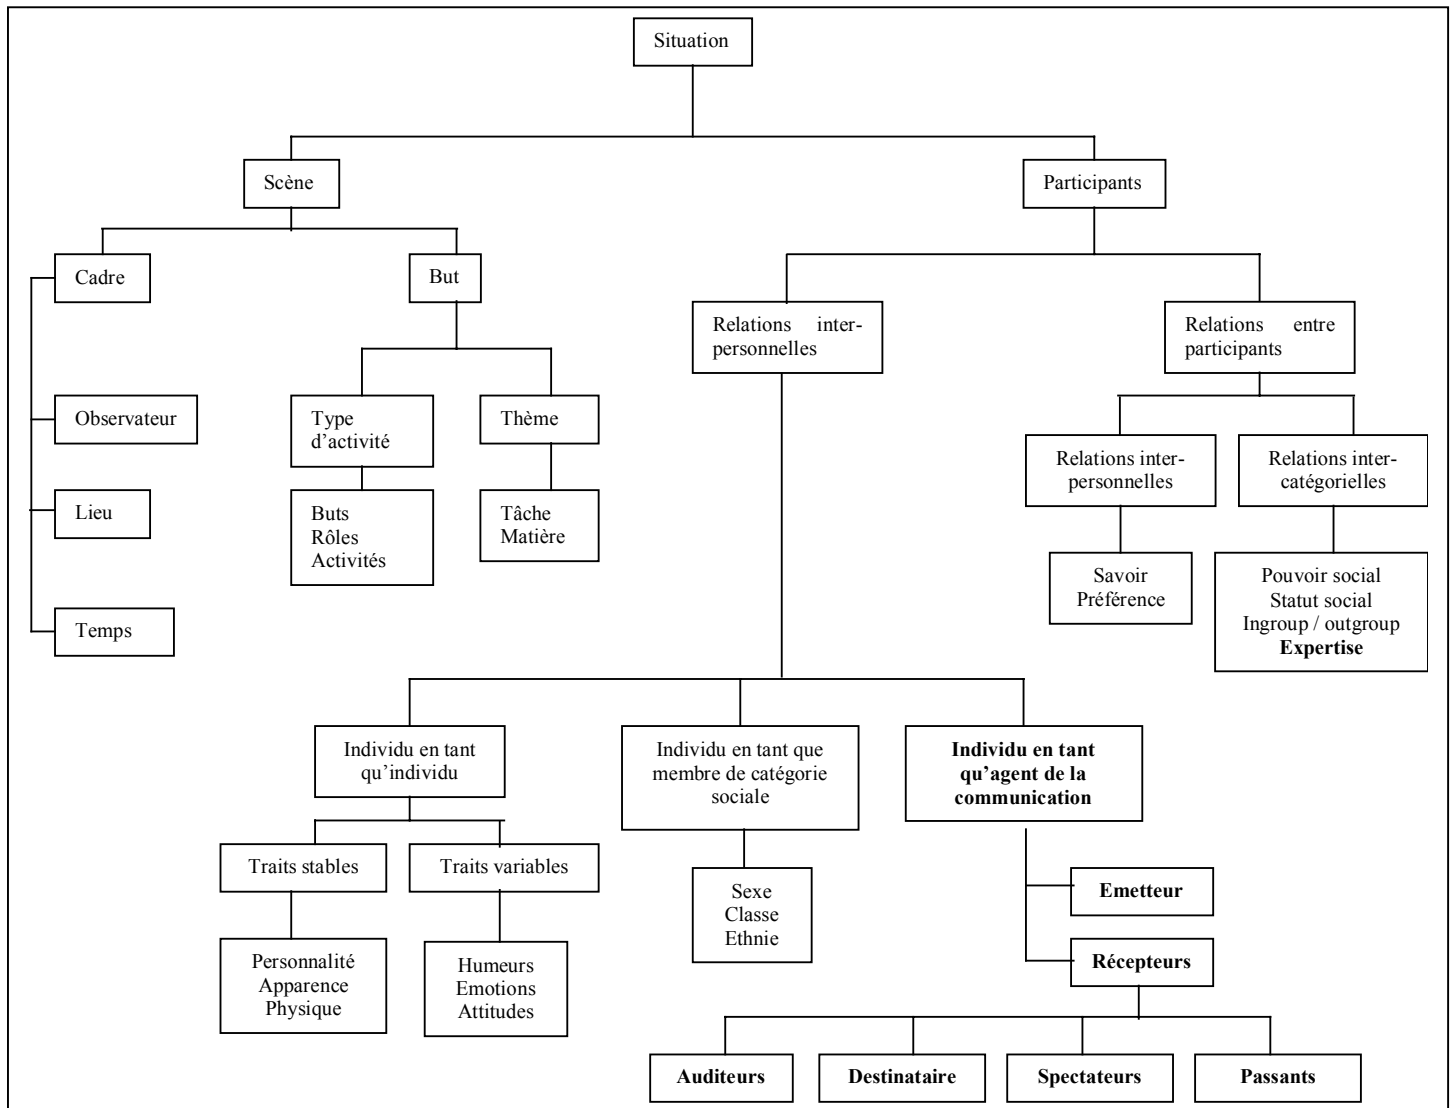 Situation
Scène
Participants
Cadre
But
Relations inter-
personnelles
Relations entre
participants
Observateur
Type
d'activité
Thème
Relations inter-
personnelles
Relations inter-
catégorielles
Lieu
Buts
Rôles
Activités
Tâche
Matière
Savoir
Préférence
Pouvoir social
Statut social
Ingroup / outgroup
Expertise
Temps
Individu en tant
qu'individu
Individu en tant que
membre de catégorie
sociale
Individu en tant
qu'agent de la
communication
Traits stables
Traits variables
Sexe
Classe
Ethnie
Emetteur
Personnalité
Apparence
Physique
Humeurs
Emotions
Attitudes
Récepteurs
Auditeurs
Destinataire
Spectateurs
Passants